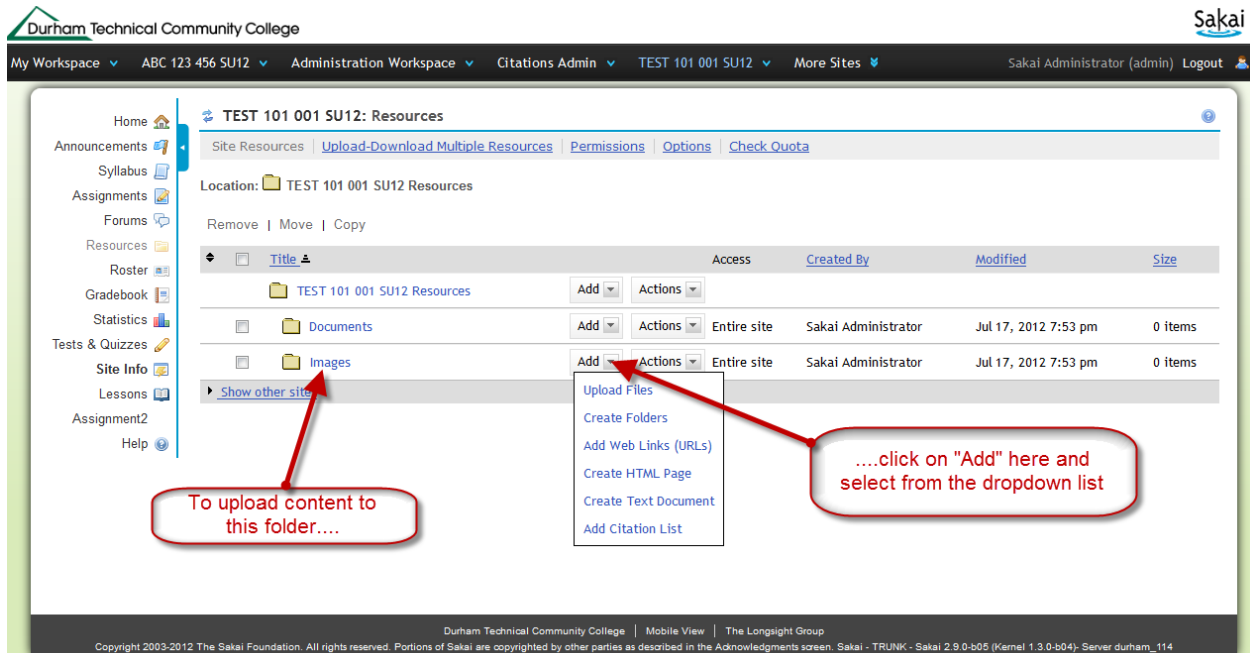 Durham Technical Community College
Sakai
My Workspace ABC 123 456 SU12 Administration Workspace Citations Admin TEST 101 001 SU12 More Sites Sakai Administrator (admin) Logout
Home
Announcements
Syllabus
Assignments
Forums
Resources
Roster
Gradebook
Statistics
Tests & Quizzes
Site Info
Lessons
Assignment2
Help
TEST 101 001 SU12: Resources
Site Resources | Upload-Download Multiple Resources | Permissions | Options | Check Quota
Location: TEST 101 001 SU12 Resources
Remove | Move | Copy
Title Access Created By Modified Size
TEST 101 001 SU12 Resources Add Actions
Documents Add Actions Entire site Sakai Administrator Jul 17, 2012 7:53 pm 0 items
Images Add Actions Entire site Sakai Administrator Jul 17, 2012 7:53 pm 0 items
Show other site
Upload Files
Create Folders
Add Web Links (URLs)
Create HTML Page
Create Text Document
Add Citation List
To upload content to
this folder....
....click on "Add" here and
select from the dropdown list
Durham Technical Community College | Mobile View | The Longsight Group
Copyright 2003-2012 The Sakai Foundation. All rights reserved. Portions of Sakai are copyrighted by other parties as described in the Acknowledgments screen. Sakai - TRUNK - Sakai 2.9.0-b05 (Kernel 1.3.0-b04)- Server durham_114